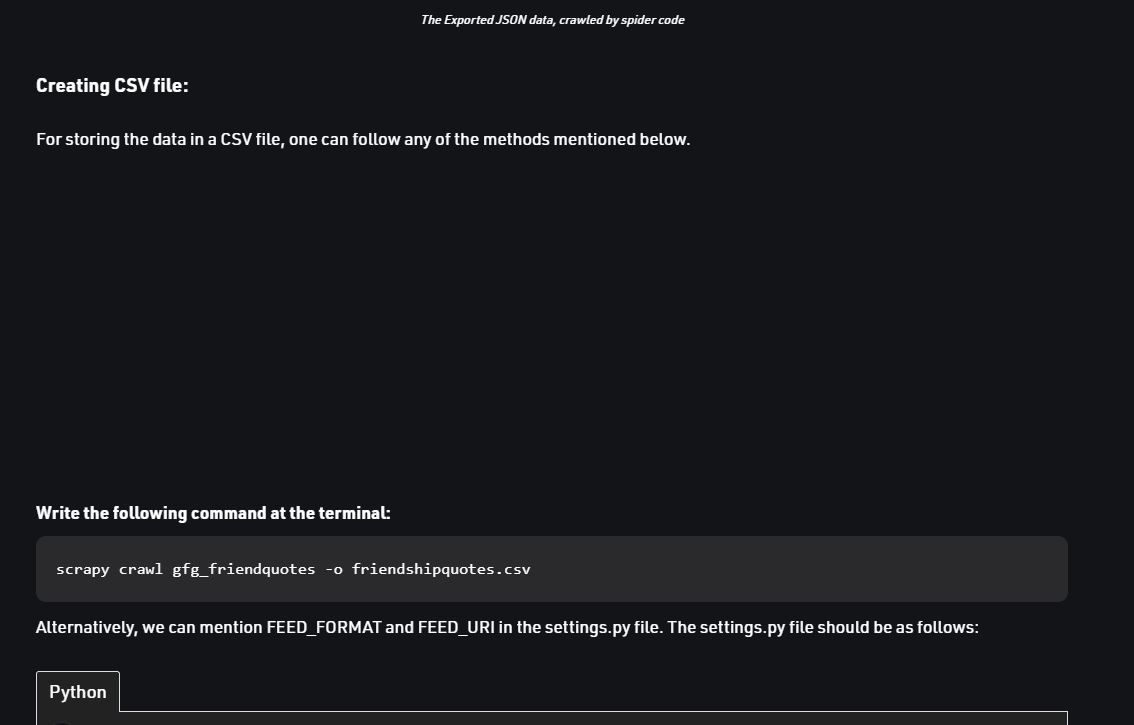 The Exported JSON data, crawled by spider code
Creating CSV file:
For storing the data in a CSV file, one can follow any of the methods mentioned below.
Write the following command at the terminal:
scrapy crawl gfg_friendquotes -o friendshipquotes.csv
Alternatively, we can mention FEED_FORMAT and FEED_URI in the settings.py file. The settings.py file should be as follows:
Python